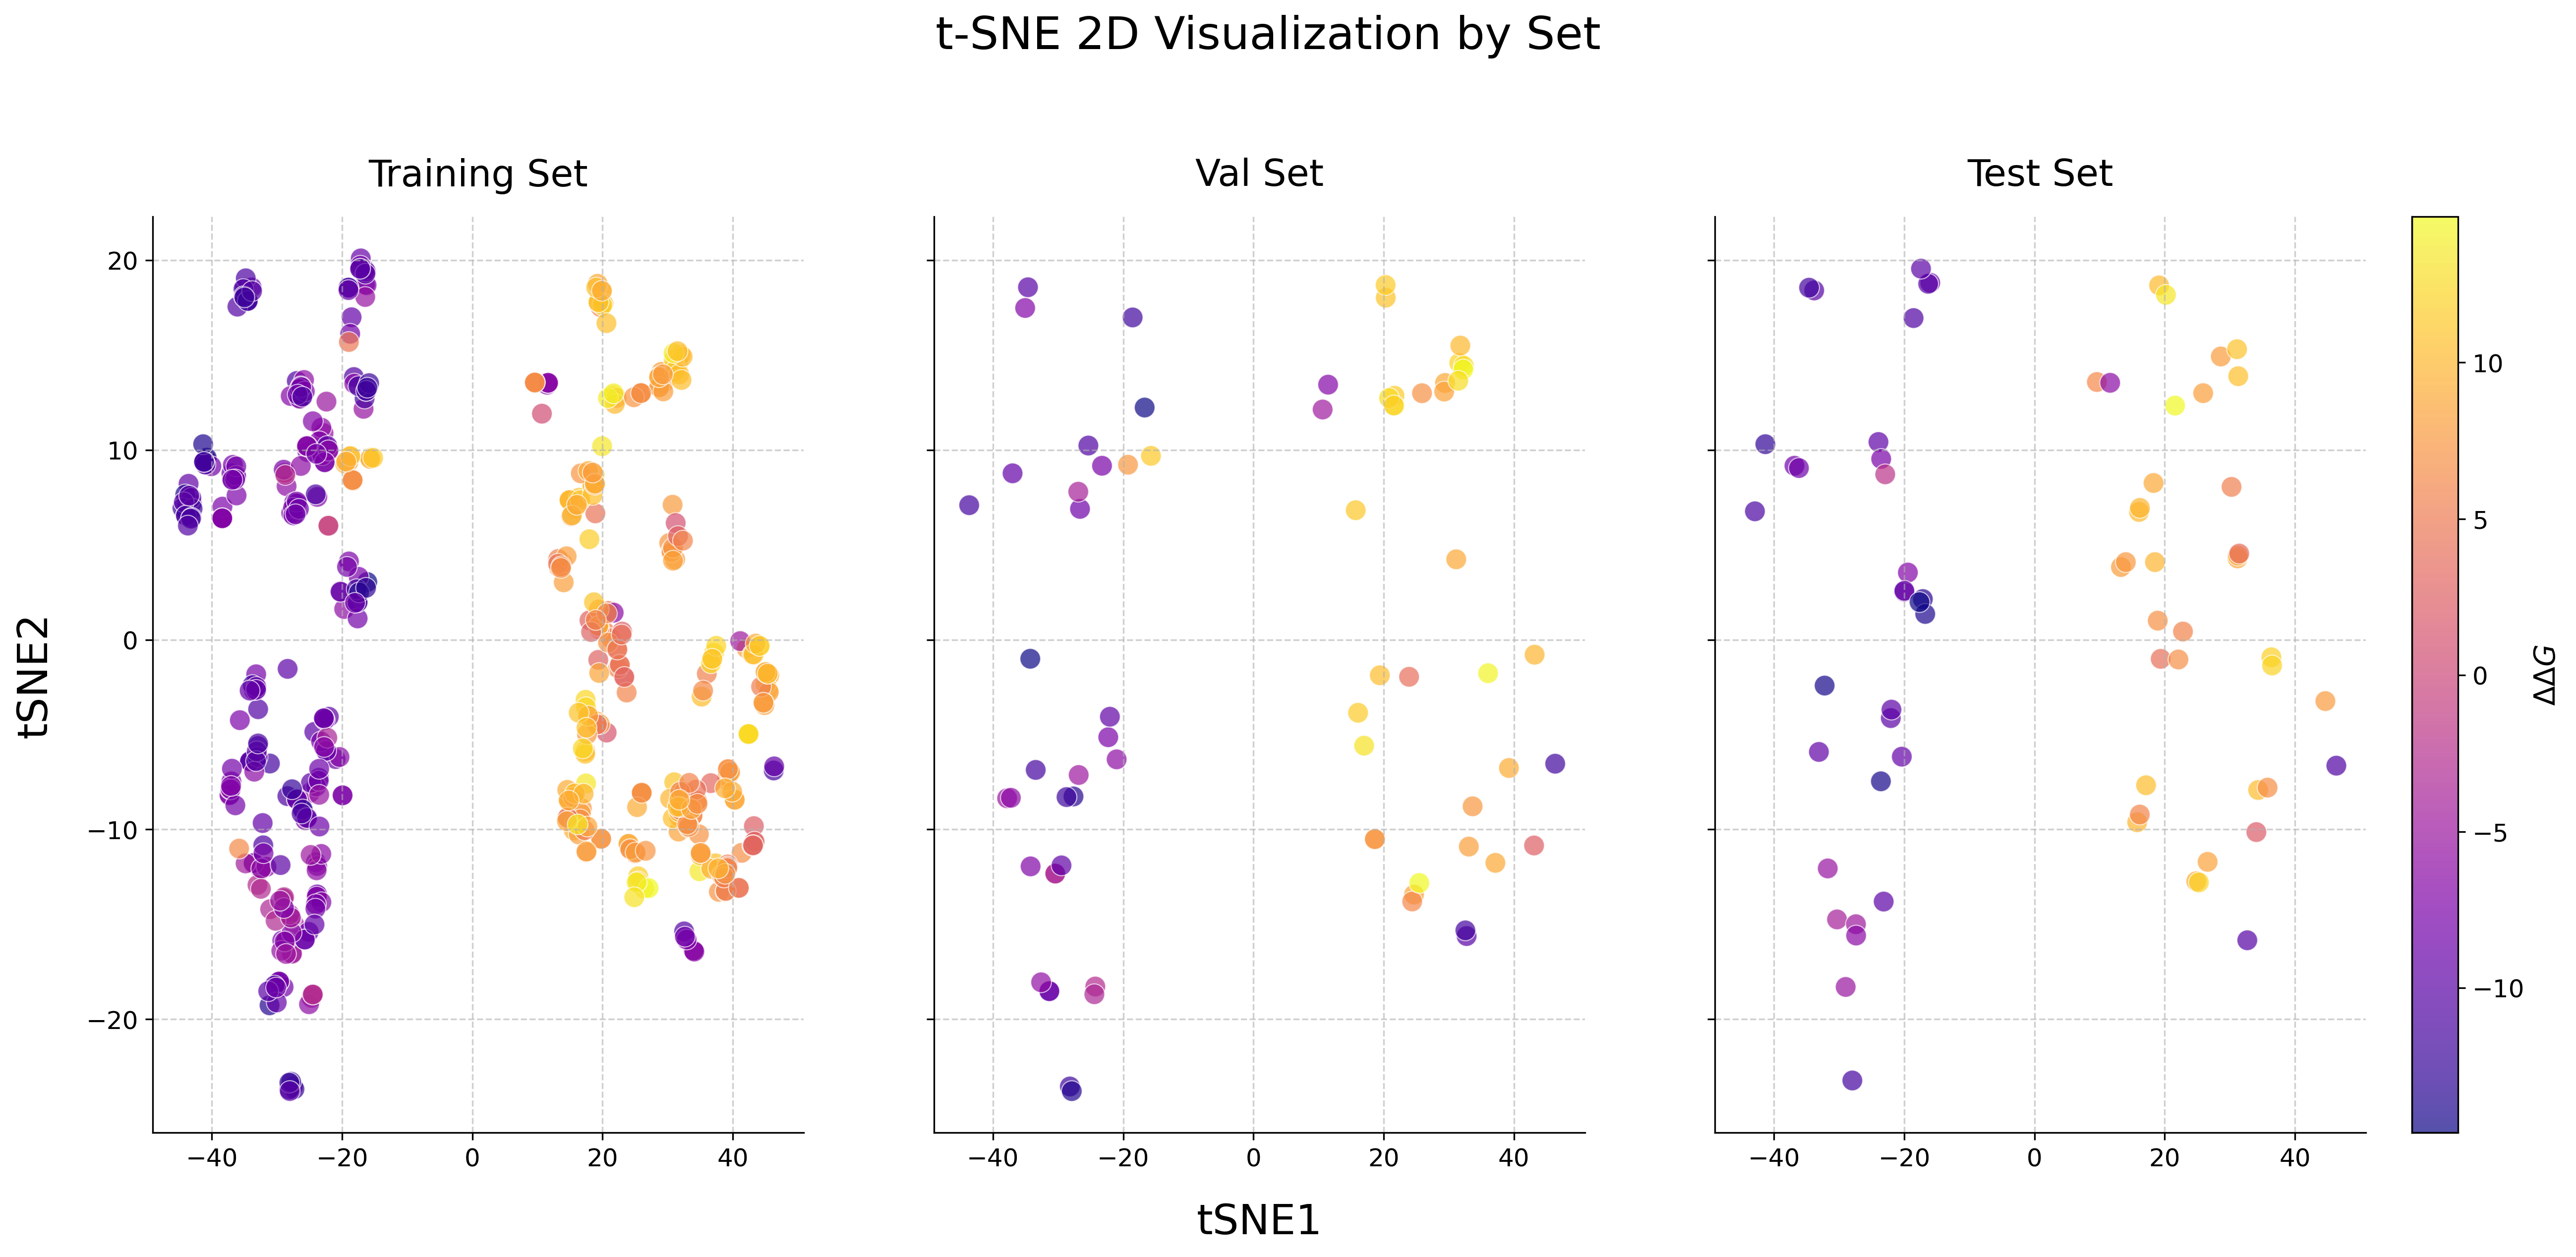 t-SNE 2D Visualization by Set
Training Set
Val Set
Test Set
20
10
0
−10
−20
tSNE2
−40 −20 0 20 40
−40 −20 0 20 40
−40 −20 0 20 40
tSNE1
10
5
0
−5
−10
ΔΔG